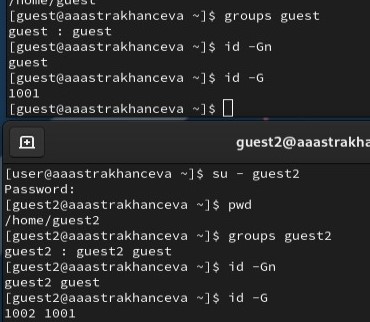 /home/guest
[guest@aaastrakhanceva ~]$ groups guest
guest : guest
[guest@aaastrakhanceva ~]$ id -Gn
guest
[guest@aaastrakhanceva ~]$ id -G
1001
[guest@aaastrakhanceva ~]$
guest2@aaastrakha
[user@aaastrakhanceva ~]$ su - guest2
Password:
[guest2@aaastrakhanceva ~]$ pwd
/home/guest2
[guest2@aaastrakhanceva ~]$ groups guest2
guest2 : guest2 guest
[guest2@aaastrakhanceva ~]$ id -Gn
guest2 guest
[guest2@aaastrakhanceva ~]$ id -G
1002 1001